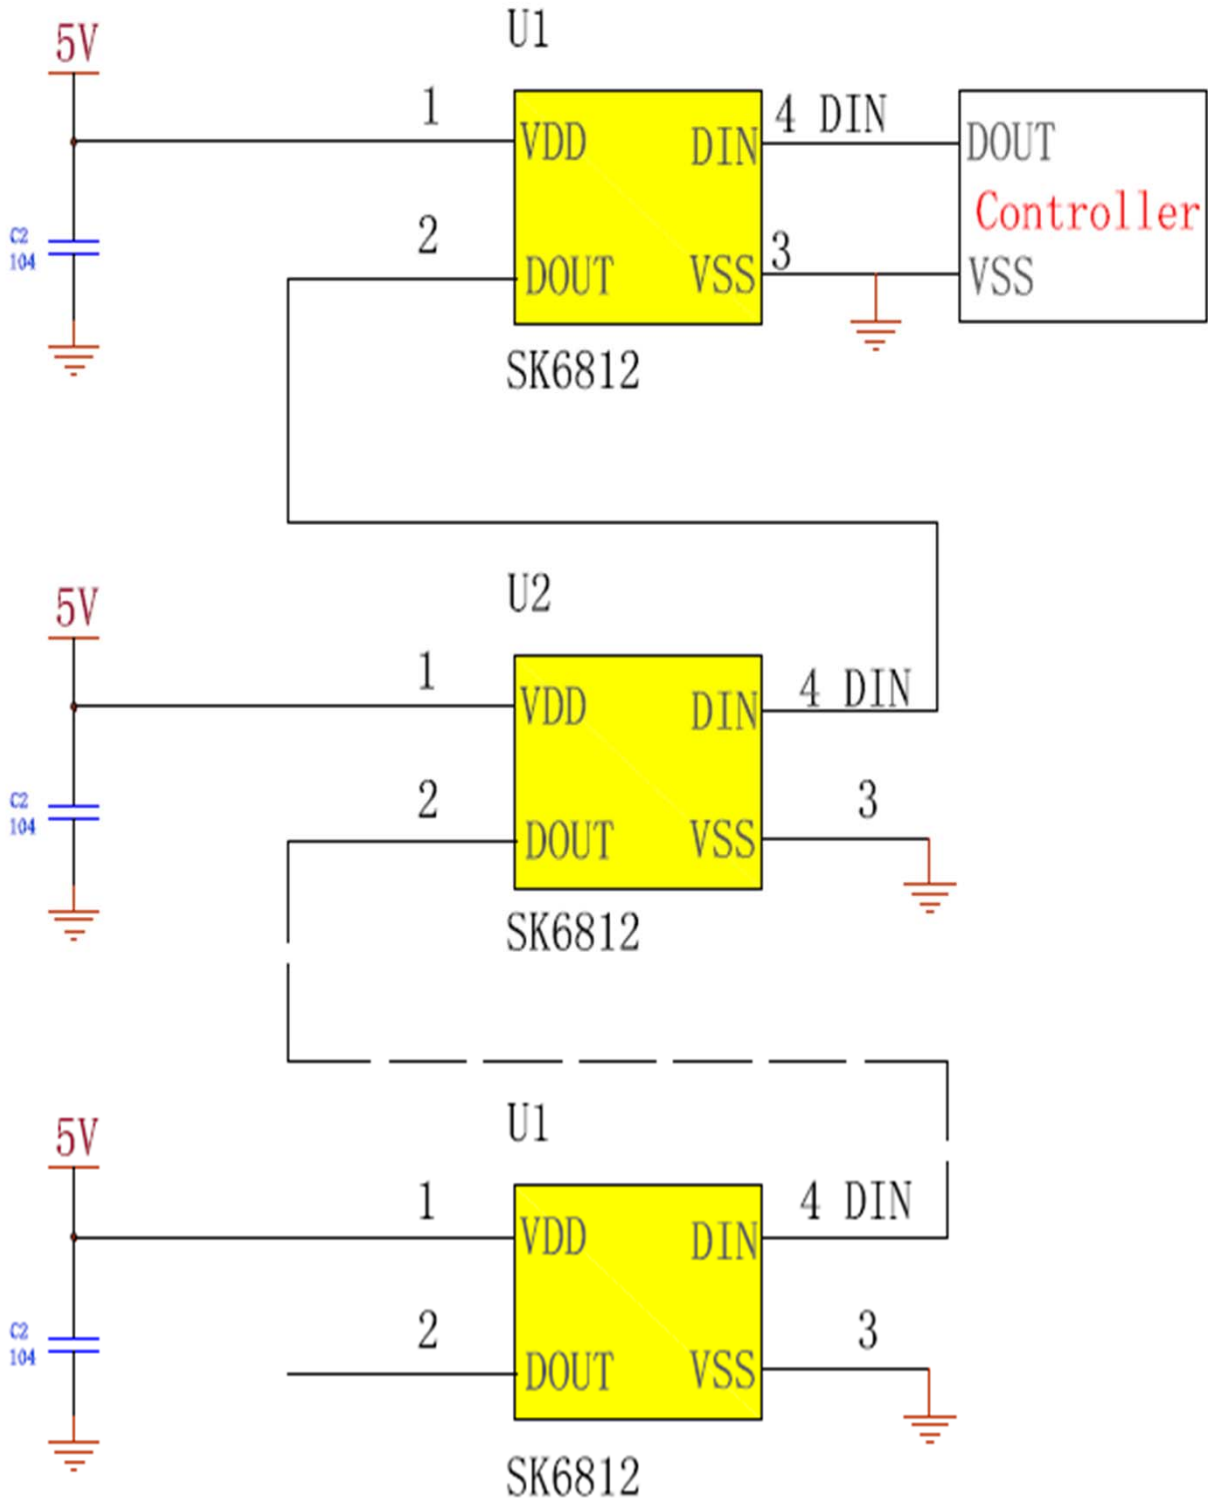 U1
5V
1
4 DIN
VDD
DIN
DOUT
Controller
C2
104
2
3
DOUT
VSS
VSS
SK6812
U2
5V
1
4 DIN
VDD
DIN
C2
104
2
3
DOUT
VSS
SK6812
U1
5V
1
4 DIN
VDD
DIN
C2
104
2
3
DOUT
VSS
SK6812